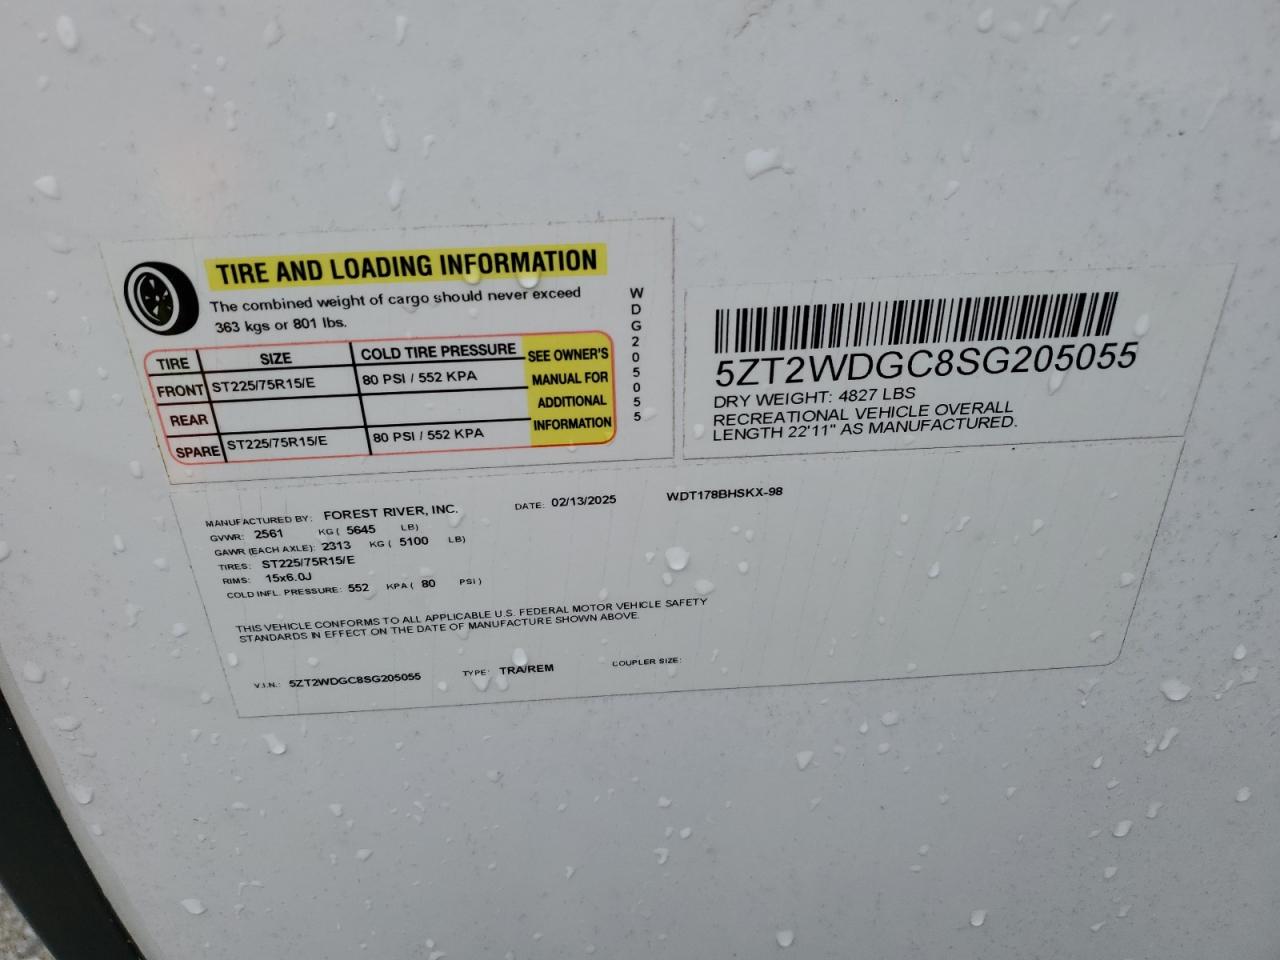 TIRE AND LOADING INFORMATION
The combined weight of cargo should never exceed
363 kgs or 801 lbs.
TIRE SIZE COLD TIRE PRESSURE SEE OWNER'S MANUAL FOR ADDITIONAL INFORMATION
FRONT ST225/75R15/E 80 PSI / 552 KPA
REAR
SPARE ST225/75R15/E 80 PSI / 552 KPA
WDG205055
5ZT2WDGC8SG205055
DRY WEIGHT: 4827 LBS
RECREATIONAL VEHICLE OVERALL
LENGTH 22'11" AS MANUFACTURED.
MANUFACTURED BY: FOREST RIVER, INC. DATE: 02/13/2025 WDT178BHSKX-98
GVWR: 2561 KG ( 5645 LB)
GAWR (EACH AXLE): 2313 KG ( 5100 LB)
TIRES: ST225/75R15/E
RIMS: 15x6.0J
COLD INFL. PRESSURE: 552 KPA ( 80 PSI )
THIS VEHICLE CONFORMS TO ALL APPLICABLE U.S. FEDERAL MOTOR VEHICLE SAFETY
STANDARDS IN EFFECT ON THE DATE OF MANUFACTURE SHOWN ABOVE.
V.I.N.: 5ZT2WDGC8SG205055 TYPE: TRA/REM COUPLER SIZE: